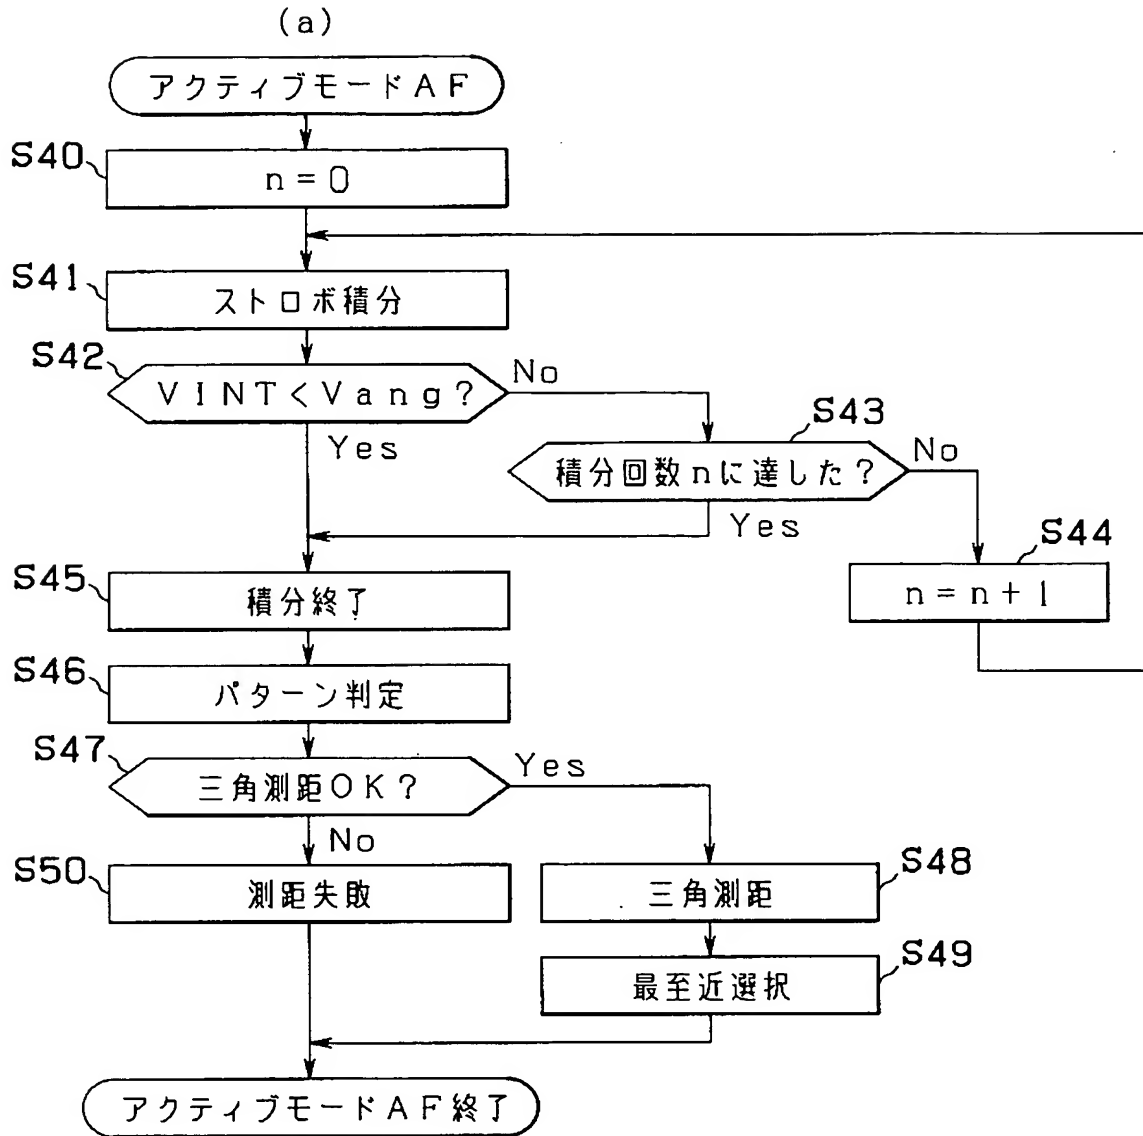 (a)
アクティブモードAF
S40
n=0
S41
ストロボ積分
S42
VINT<Vang?
No
Yes
S43
積分回数nに達した?
No
Yes
S44
n=n+1
S45
積分終了
S46
パターン判定
S47
三角測距OK?
Yes
No
S50
測距失敗
S48
三角測距
S49
最至近選択
アクティブモードAF終了